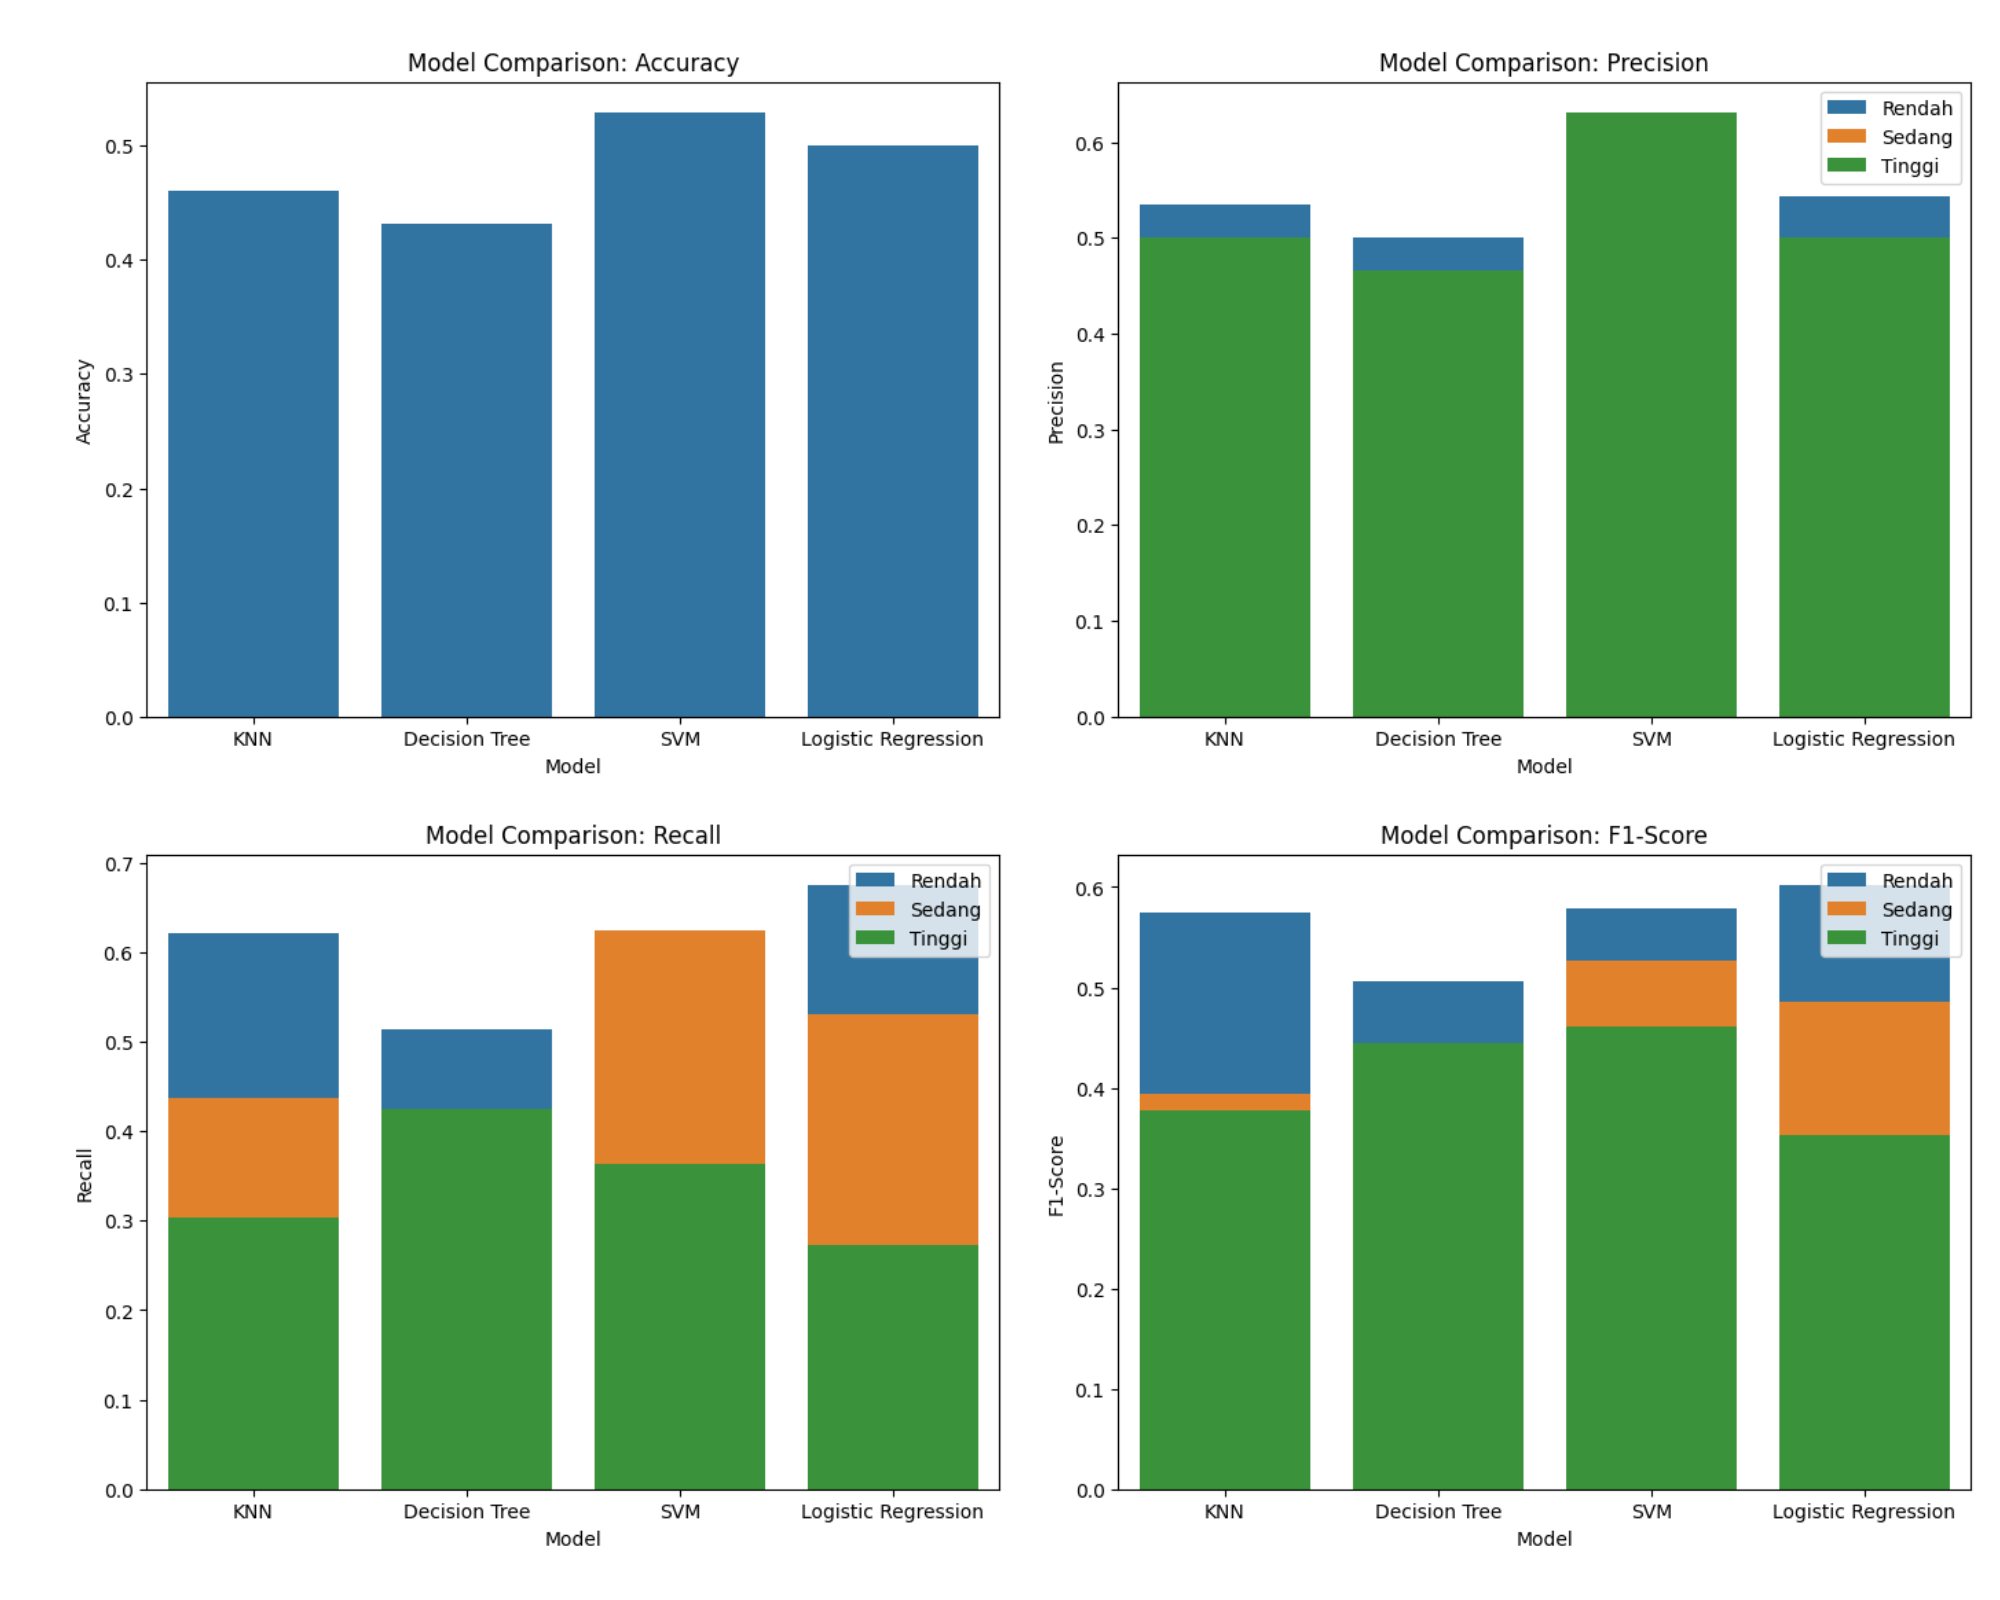 Model Comparison: Accuracy
Accuracy
0.5
0.4
0.3
0.2
0.1
0.0
KNN Decision Tree SVM Logistic Regression
Model
Model Comparison: Precision
Precision
0.6
0.5
0.4
0.3
0.2
0.1
0.0
Rendah
Sedang
Tinggi
KNN Decision Tree SVM Logistic Regression
Model
Model Comparison: Recall
Recall
0.7
0.6
0.5
0.4
0.3
0.2
0.1
0.0
Rendah
Sedang
Tinggi
KNN Decision Tree SVM Logistic Regression
Model
Model Comparison: F1-Score
F1-Score
0.6
0.5
0.4
0.3
0.2
0.1
0.0
Rendah
Sedang
Tinggi
KNN Decision Tree SVM Logistic Regression
Model